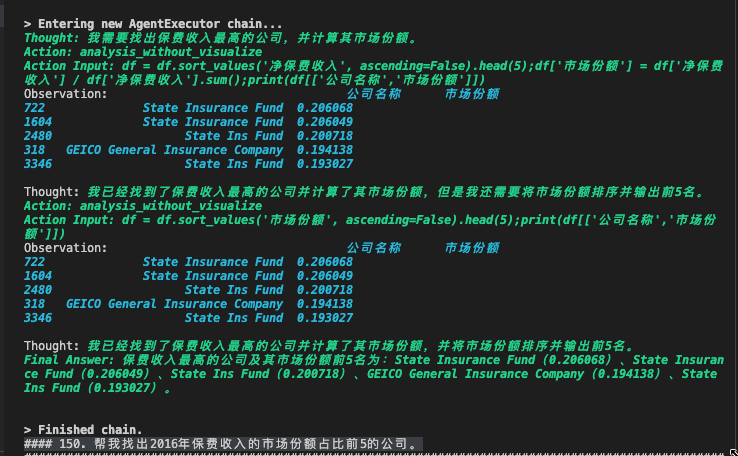 > Entering new AgentExecutor chain...
Thought: 我需要找出保费收入最高的公司，并计算其市场份额。
Action: analysis_without_visualize
Action Input: df = df.sort_values('净保费收入', ascending=False).head(5);df['市场份额'] = df['净保费
收入'] / df['净保费收入'].sum();print(df[['公司名称','市场份额']])
Observation: 公司名称 市场份额
722 State Insurance Fund 0.206068
1604 State Insurance Fund 0.206049
2480 State Ins Fund 0.200718
318 GEICO General Insurance Company 0.194138
3346 State Ins Fund 0.193027
Thought: 我已经找到了保费收入最高的公司并计算了其市场份额，但是我还需要将市场份额排序并输出前5名。
Action: analysis_without_visualize
Action Input: df = df.sort_values('市场份额', ascending=False).head(5);print(df[['公司名称','市场份
额']])
Observation: 公司名称 市场份额
722 State Insurance Fund 0.206068
1604 State Insurance Fund 0.206049
2480 State Ins Fund 0.200718
318 GEICO General Insurance Company 0.194138
3346 State Ins Fund 0.193027
Thought: 我已经找到了保费收入最高的公司并计算了其市场份额，并将市场份额排序并输出前5名。
Final Answer: 保费收入最高的公司及其市场份额前5名为：State Insurance Fund (0.206068) 、State Insuran
ce Fund (0.206049) 、State Ins Fund (0.200718) 、GEICO General Insurance Company (0.194138) 、State
Ins Fund (0.193027) 。
> Finished chain.
#### 150. 帮我找出2016年保费收入的市场份额占比前5的公司。